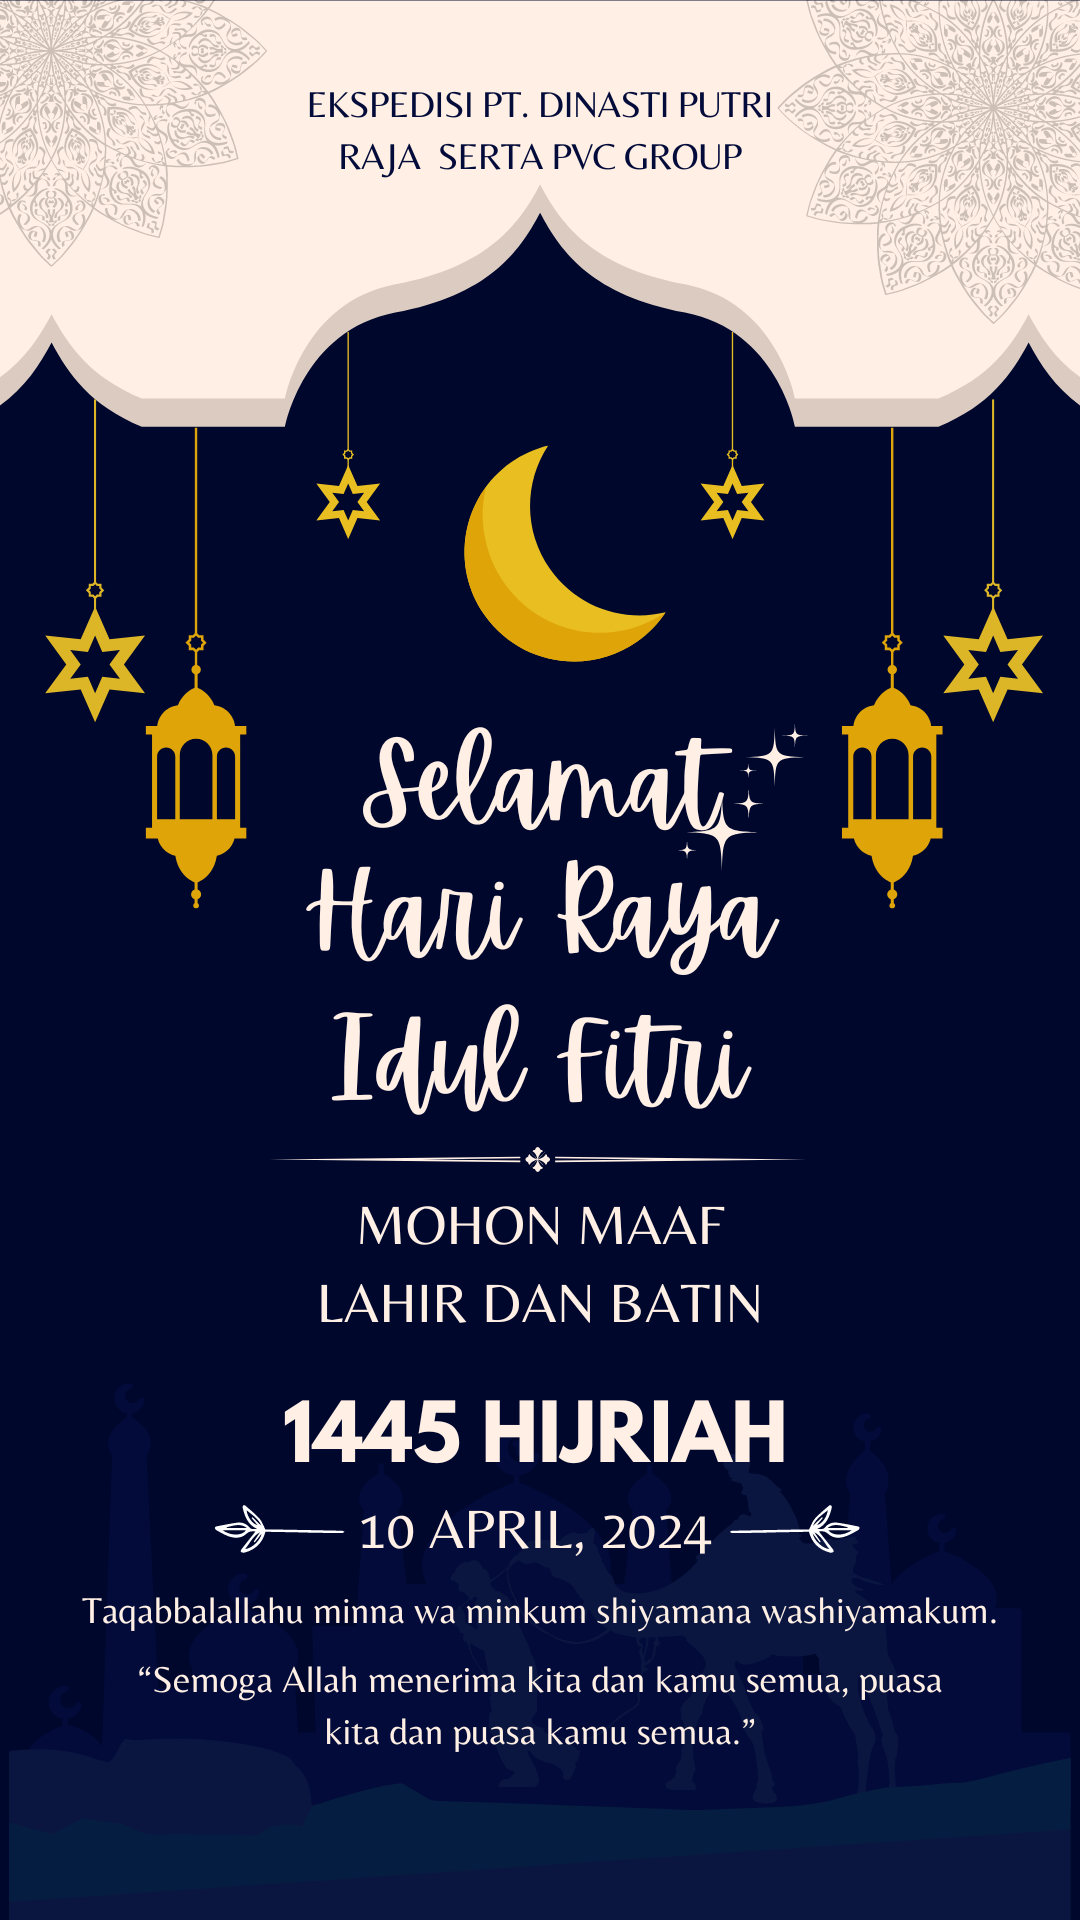 EKSPEDISI PT. DINASTI PUTRI
RAJA SERTA PVC GROUP
Selamat
Hari Raya
Idul Fitri
MOHON MAAF
LAHIR DAN BATIN
1445 HIJRIAH
10 APRIL, 2024
Taqabbalallahu minna wa minkum shiyamana washiyamakum.
“Semoga Allah menerima kita dan kamu semua, puasa
kita dan puasa kamu semua.”